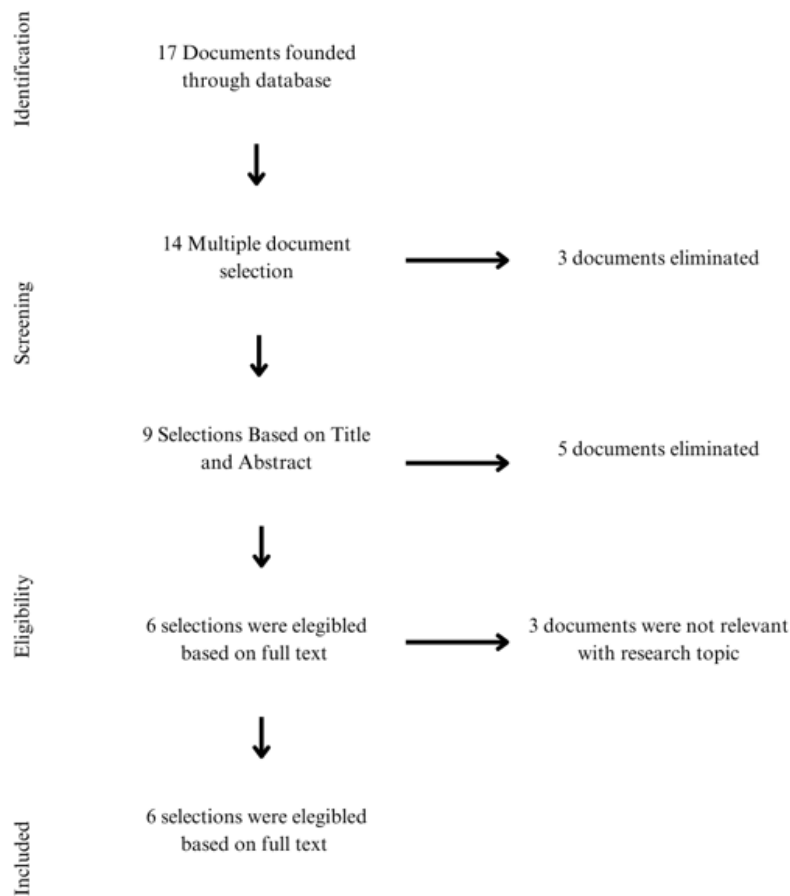 Identification
17 Documents founded
through database
Screening
14 Multiple document
selection
3 documents eliminated
9 Selections Based on Title
and Abstract
5 documents eliminated
Eligibility
6 selections were elegibled
based on full text
3 documents were not relevant
with research topic
Included
6 selections were elegibled
based on full text